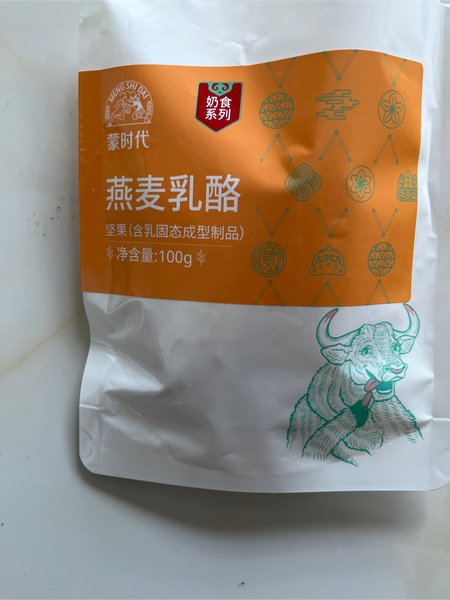 MENG SHI DAI
蒙时代
奶食
系列
燕麦乳酪
坚果(含乳固态成型制品)
净含量:100g